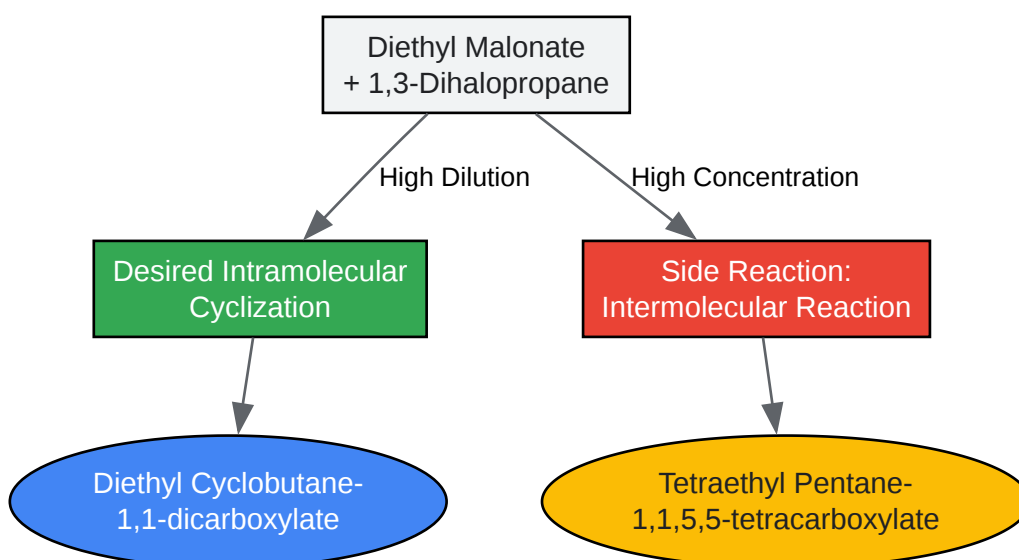 Diethyl Malonate
+ 1,3-Dihalopropane
High Dilution
High Concentration
Desired Intramolecular
Cyclization
Side Reaction:
Intermolecular Reaction
Diethyl Cyclobutane-
1,1-dicarboxylate
Tetraethyl Pentane-
1,1,5,5-tetracarboxylate